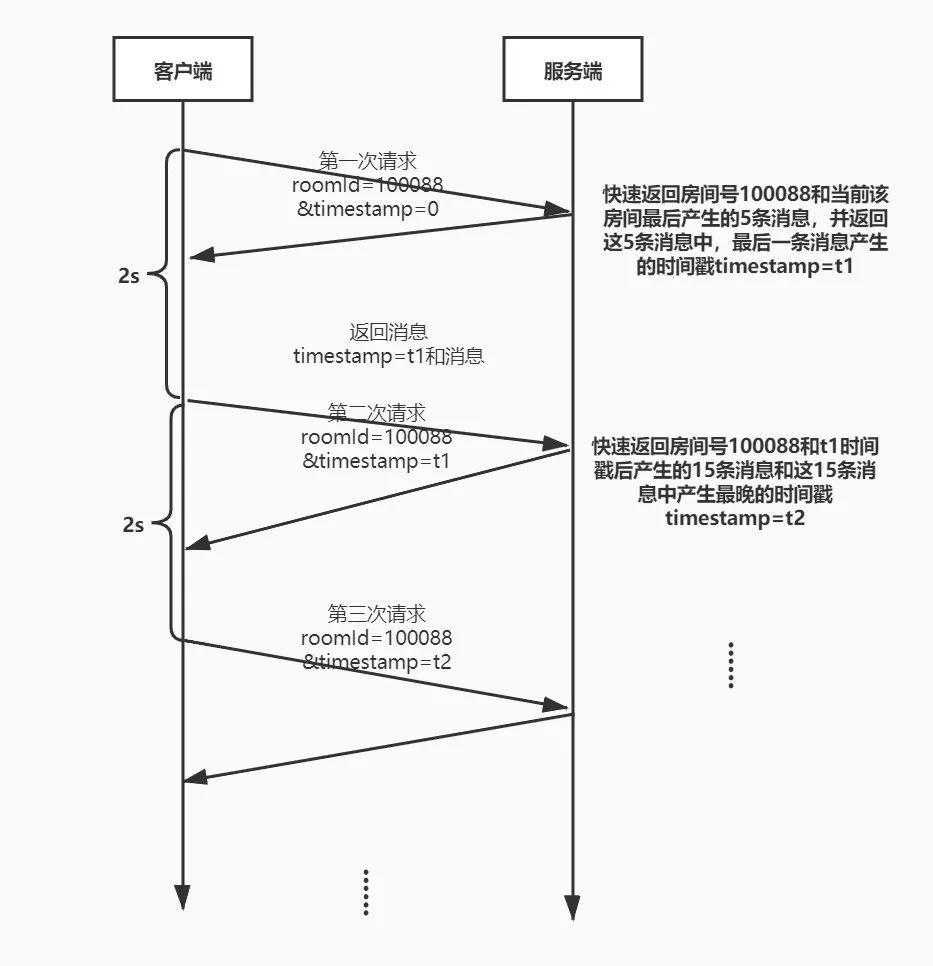 客户端
服务端
第一次请求
roomId=100088
&timestamp=0
快速返回房间号100088和当前该
房间最后产生的5条消息，并返回
这5条消息中，最后一条消息产生
的时间戳timestamp=t1
2s
返回消息
timestamp=t1和消息
第二次请求
roomId=100088
&timestamp=t1
快速返回房间号100088和t1时间
戳后产生的15条消息和这15条消
息中产生最晚的时间戳
timestamp=t2
2s
第三次请求
roomId=100088
&timestamp=t2